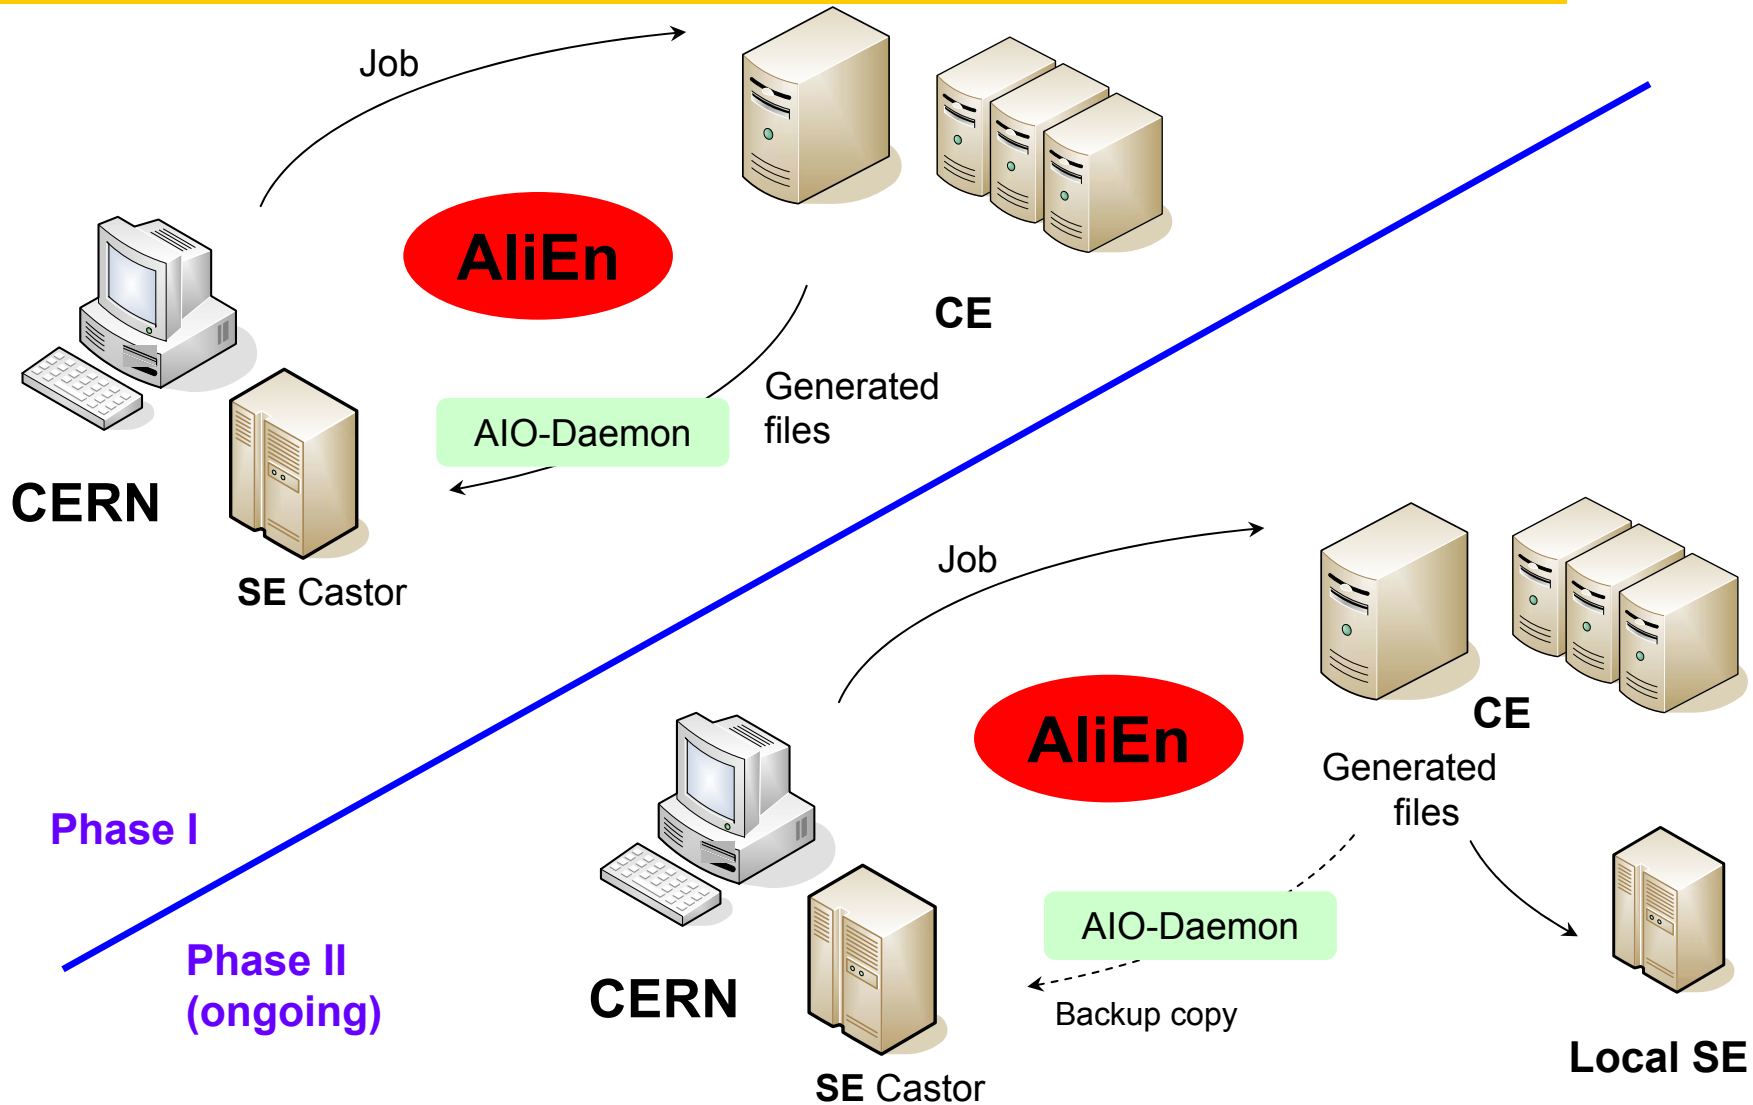 Job
AliEn
CE
Generated
files
AIO-Daemon
CERN
SE Castor
Phase I
Job
AliEn
CE
Generated
files
AIO-Daemon
Backup copy
CERN
SE Castor
Local SE
Phase II
(ongoing)